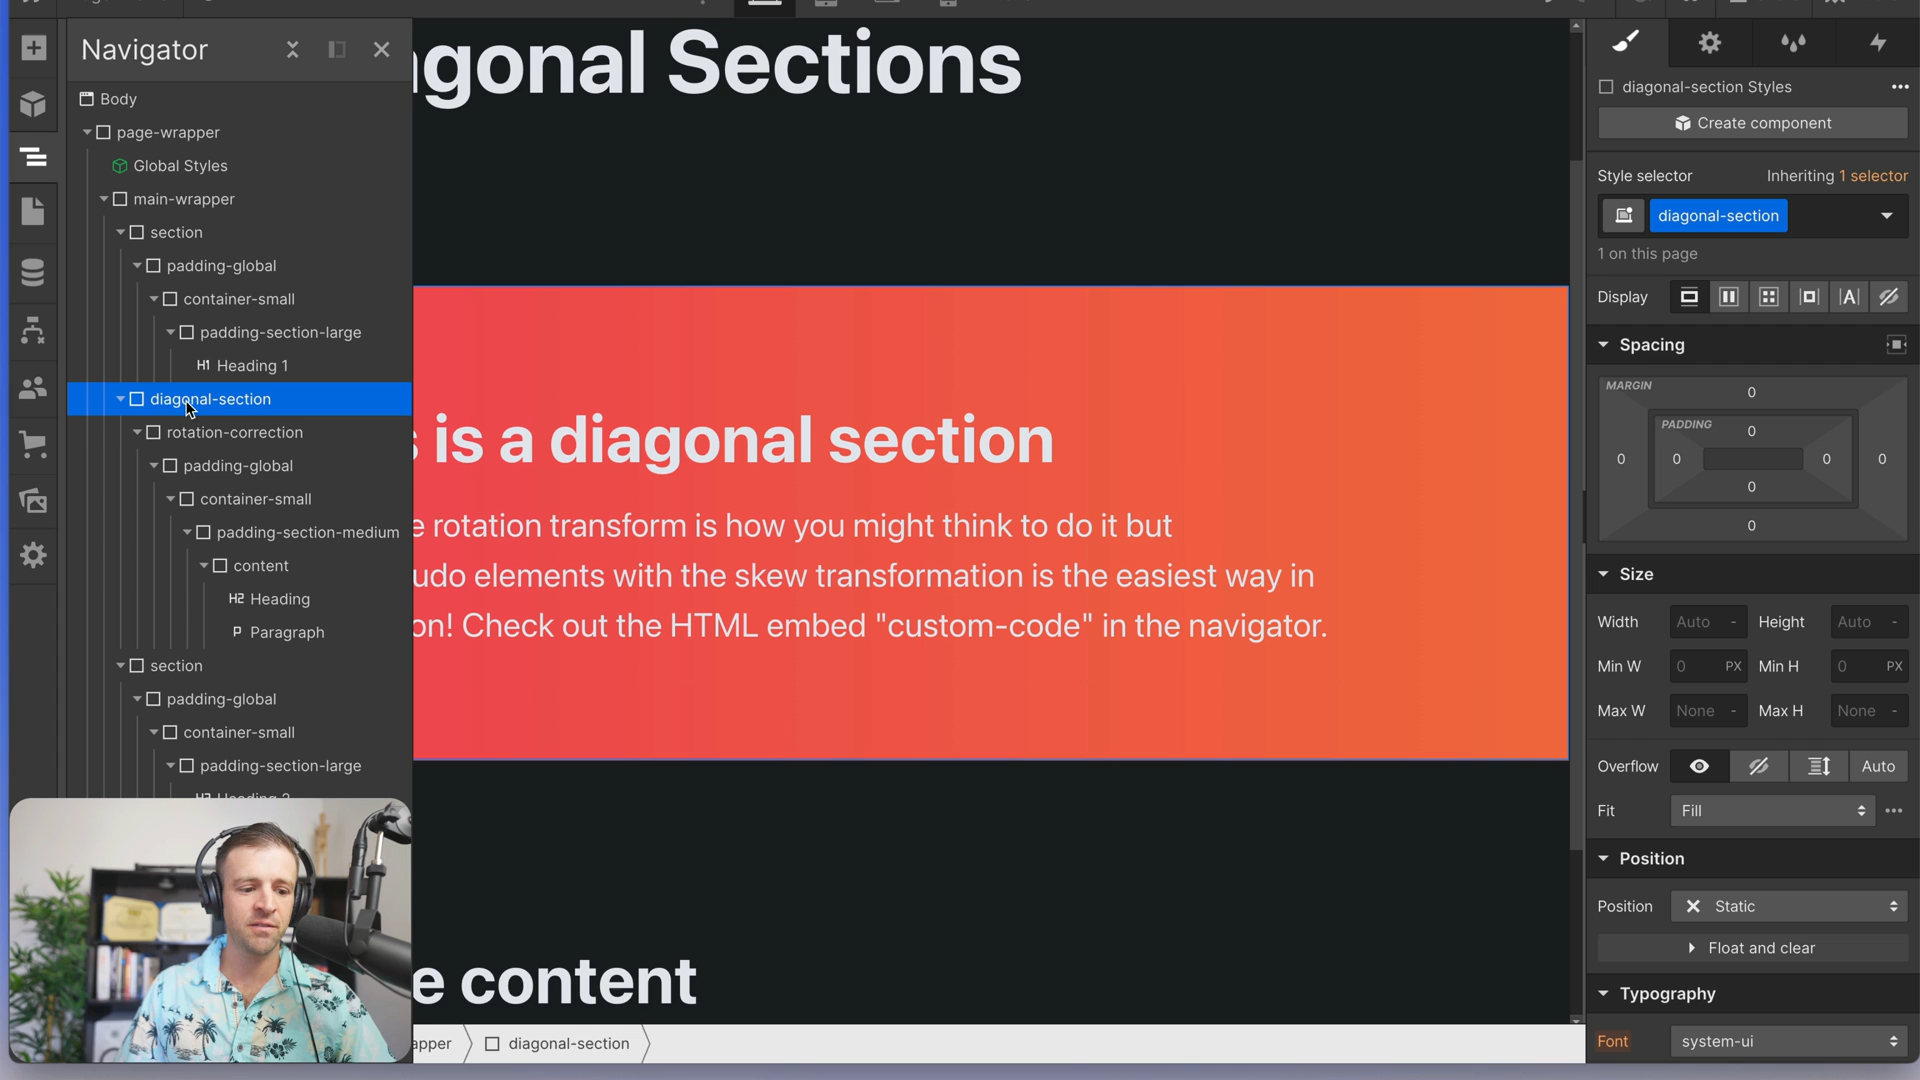 Navigator
Body
page-wrapper
Global Styles
main-wrapper
section
padding-global
container-small
padding-section-large
H1 Heading 1
diagonal-section
rotation-correction
padding-global
container-small
padding-section-medium
content
H2 Heading
P Paragraph
section
padding-global
container-small
padding-section-large
agonal Sections
is a diagonal section
e rotation transform is how you might think to do it but
udo elements with the skew transformation is the easiest way in
on! Check out the HTML embed "custom-code" in the navigator.
e content
apper
diagonal-section
diagonal-section Styles
Create component
Style selector
Inheriting 1 selector
diagonal-section
1 on this page
Display
Spacing
MARGIN
0
PADDING
0
0 0 0 0
0
0
Size
Width Auto - Height Auto -
Min W 0 PX Min H 0 PX
Max W None - Max H None -
Overflow Auto
Fit Fill
Position
Position Static
Float and clear
Typography
Font system-ui